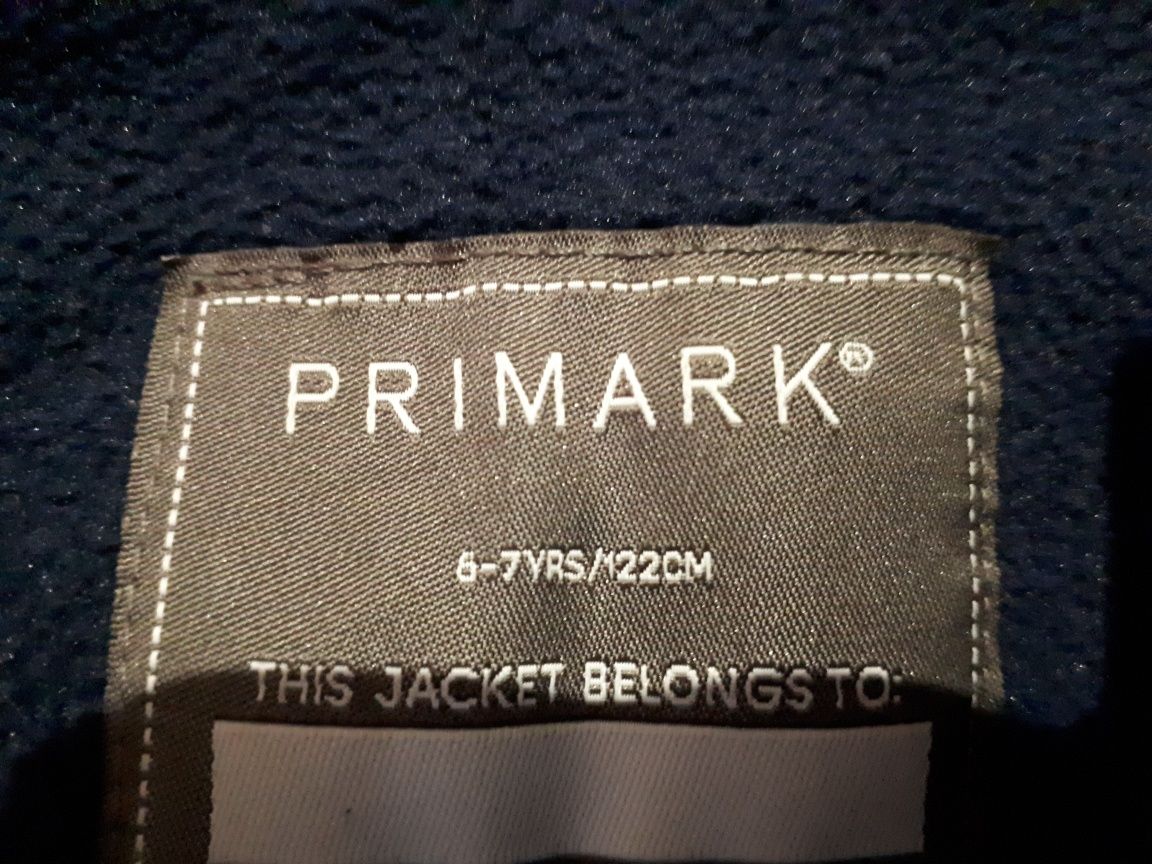 PRIMARK®
6-7YRS/122CM
THIS JACKET BELONGS TO: